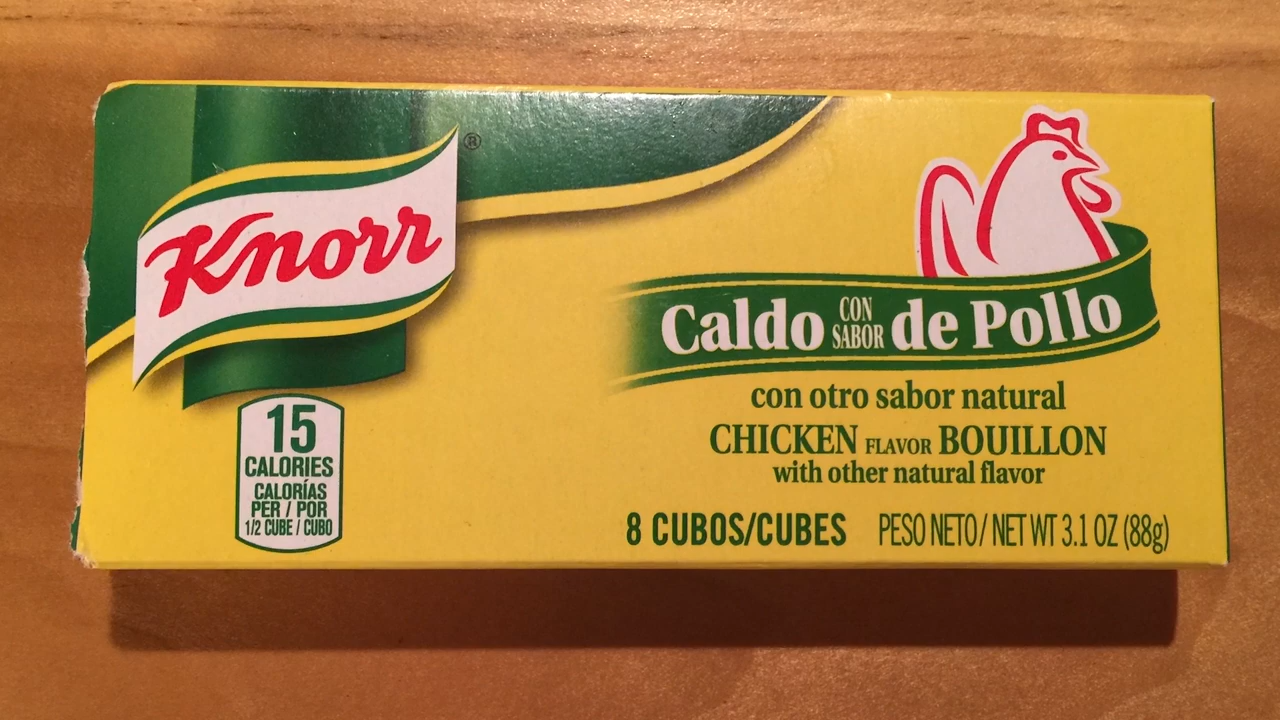 Knorr®
Caldo CON SABOR de Pollo
con otro sabor natural
CHICKEN FLAVOR BOUILLON
with other natural flavor
15
CALORIES
CALORÍAS
PER / POR
1/2 CUBE / CUBO
8 CUBOS/CUBES PESO NETO/ NET WT 3.1 OZ (88g)